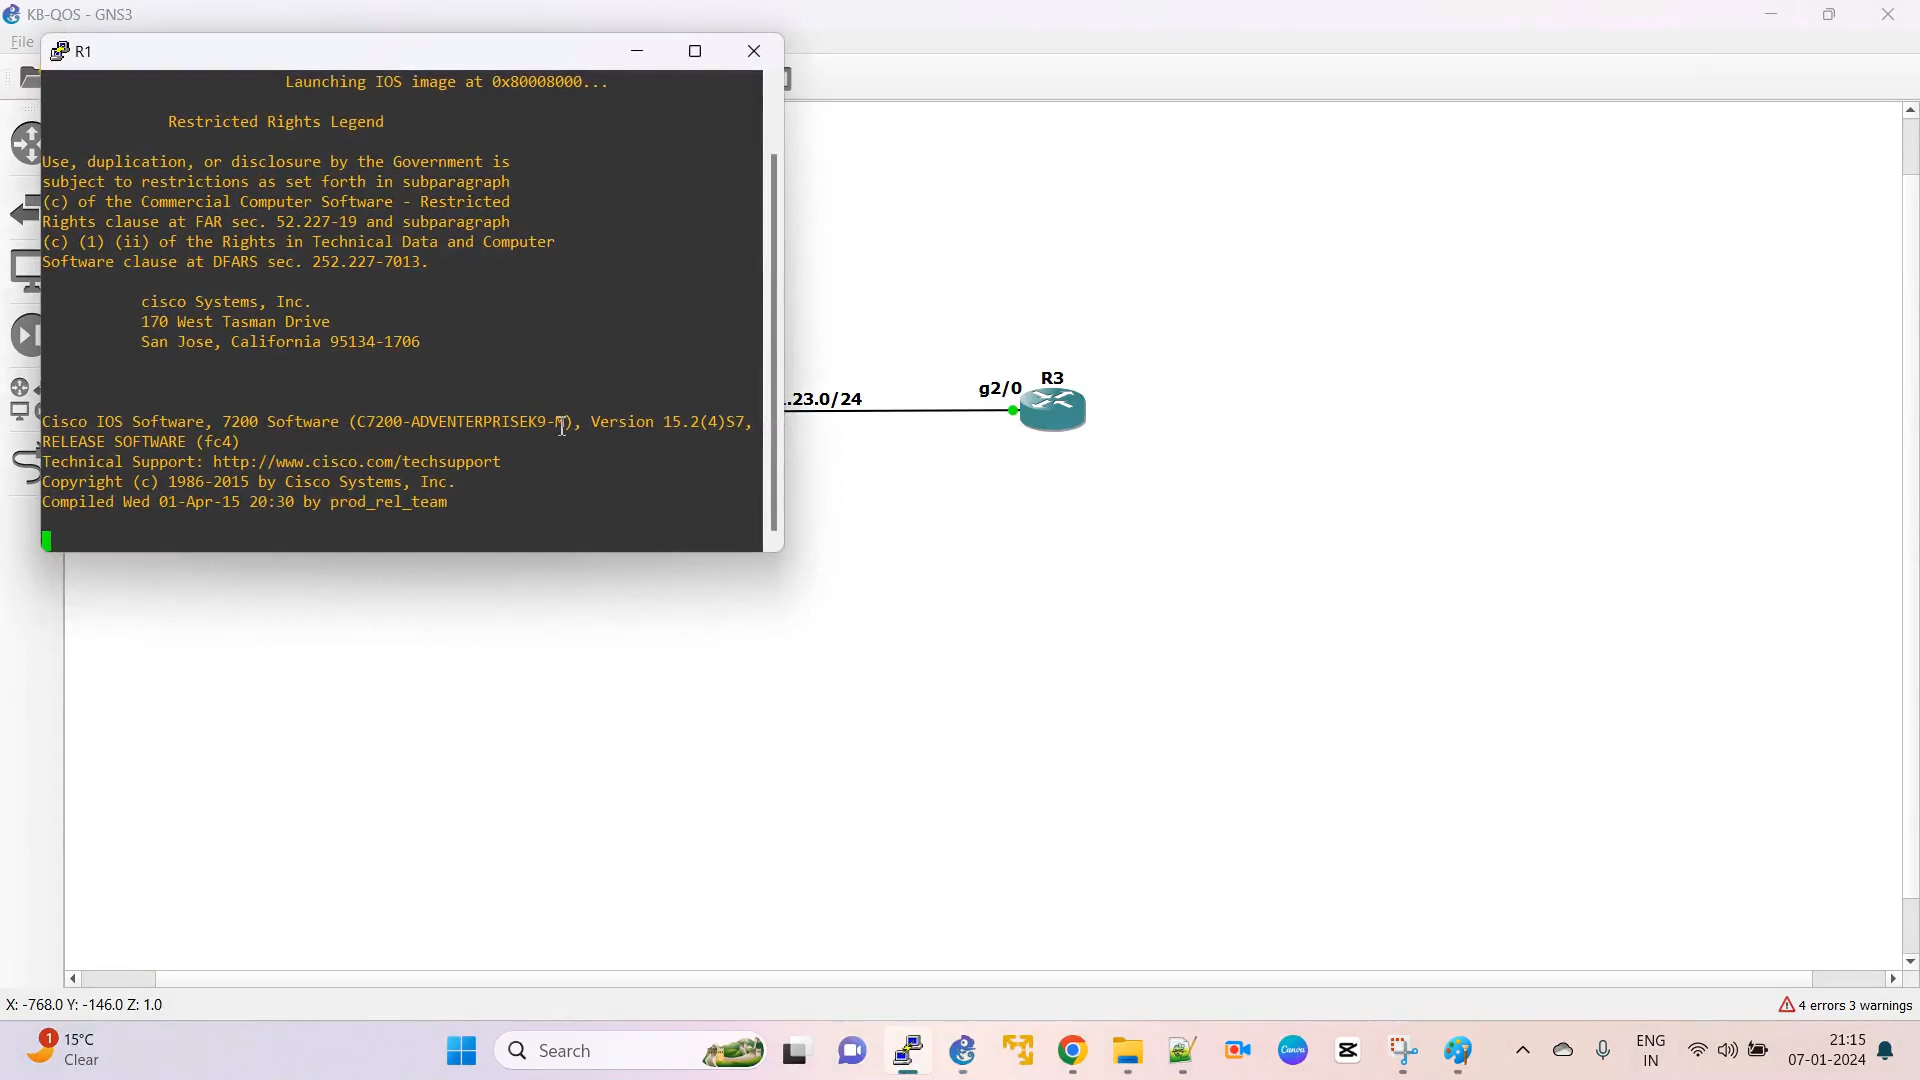 KB-QOS - GNS3
File
R1
Launching IOS image at 0x80008000...
Restricted Rights Legend
Use, duplication, or disclosure by the Government is
subject to restrictions as set forth in subparagraph
(c) of the Commercial Computer Software - Restricted
Rights clause at FAR sec. 52.227-19 and subparagraph
(c) (1) (ii) of the Rights in Technical Data and Computer
Software clause at DFARS sec. 252.227-7013.
cisco Systems, Inc.
170 West Tasman Drive
San Jose, California 95134-1706
Cisco IOS Software, 7200 Software (C7200-ADVENTERPRISEK9-M), Version 15.2(4)S7,
RELEASE SOFTWARE (fc4)
Technical Support: http://www.cisco.com/techsupport
Copyright (c) 1986-2015 by Cisco Systems, Inc.
Compiled Wed 01-Apr-15 20:30 by prod_rel_team
R3
g2/0
.23.0/24
X: -768.0 Y: -146.0 Z: 1.0
4 errors 3 warnings
1
15°C
Clear
Search
Canva
ENG
IN
21:15
07-01-2024